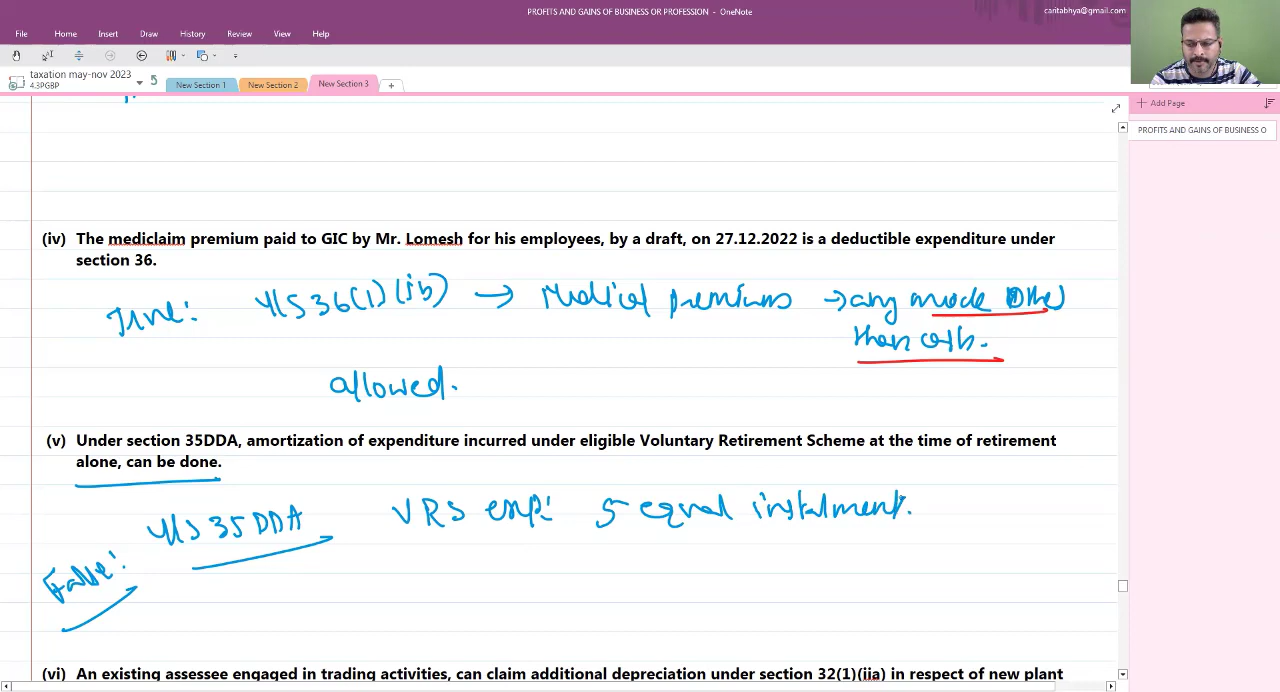 PROFITS AND GAINS OF BUSINESS OR PROFESSION - OneNote
caritabhya@gmail.com
File Home Insert Draw History Review View Help
taxation may-nov 2023
4.3PGBP
5
New Section 1 New Section 2 New Section 3 +
+ Add Page
PROFITS AND GAINS OF BUSINESS O
(iv) The mediclaim premium paid to GIC by Mr. Lomesh for his employees, by a draft, on 27.12.2022 is a deductible expenditure under
section 36.
True: u/s 36(1)(ib) → Medical premiums → any mode other
than cash.
allowed.
(v) Under section 35DDA, amortization of expenditure incurred under eligible Voluntary Retirement Scheme at the time of retirement
alone, can be done.
u/s 35DDA VRS exp: 5 equal instalment.
False:
(vi) An existing assessee engaged in trading activities, can claim additional depreciation under section 32(1)(iia) in respect of new plant